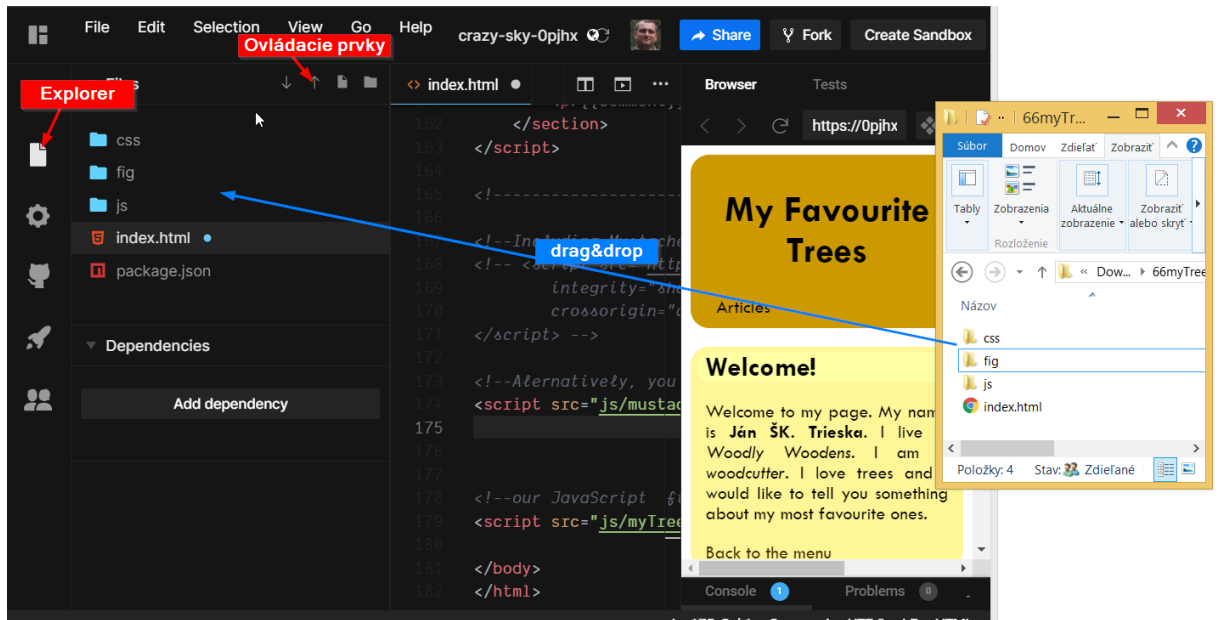 File Edit Selection View Go Help
crazy-sky-0pjhx
Share
Fork
Create Sandbox
Ovládacie prvky
Explorer
css
fig
js
index.html
package.json
Dependencies
Add dependency
index.html
162 </section>
163 </script>
164
165 <!--------------------
166
<!--Including
168 <!-- <script src=
169 integrity="sha
170 crossorigin="
171 </script> -->
172
173 <!--Alernatively, you
174 <script src="js/mustac
175
176
177
178 <!--our JavaScript
179 <script src="js/myTree
180
181 </body>
182 </html>
drag&drop
Browser Tests
https://0pjhx
My Favourite
Trees
Articles
Welcome!
Welcome to my page. My nam
is Ján ŠK. Trieska. I live
Woodly Woodens. I am
woodcutter. I love trees and
would like to tell you something
about my most favourite ones.
Back to the menu
Console 1 Problems 0
66myTr...
Súbor Domov Zdieľať Zobraziť
Tably
Zobrazenia
Aktuálne
zobrazenie
Zobraziť
alebo skryť
Rozloženie
« Dow... 66myTree
Názov
css
fig
js
index.html
Položky: 4 Stav: Zdieľané